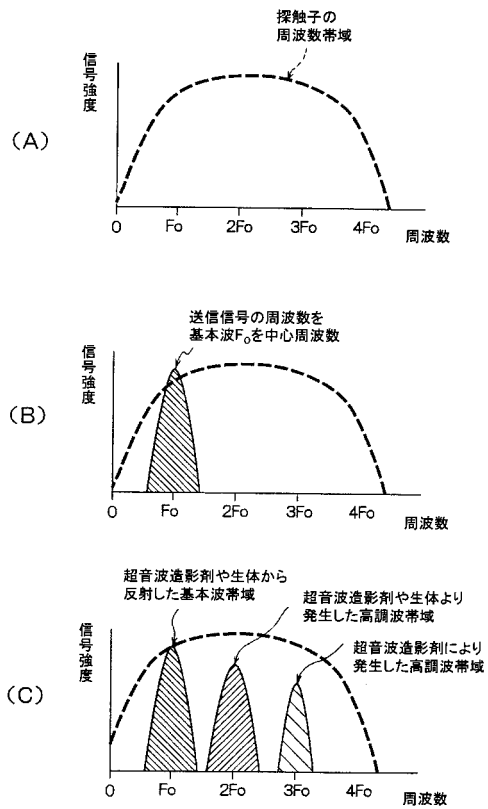 探触子の
周波数帯域
信号強度
(A)
0 Fo 2Fo 3Fo 4Fo
周波数
送信信号の周波数を
基本波Foを中心周波数
信号強度
(B)
0 Fo 2Fo 3Fo 4Fo
周波数
超音波造影剤や生体から
反射した基本波帯域
超音波造影剤や生体より
発生した高調波帯域
超音波造影剤により
発生した高調波帯域
信号強度
(C)
0 Fo 2Fo 3Fo 4Fo
周波数